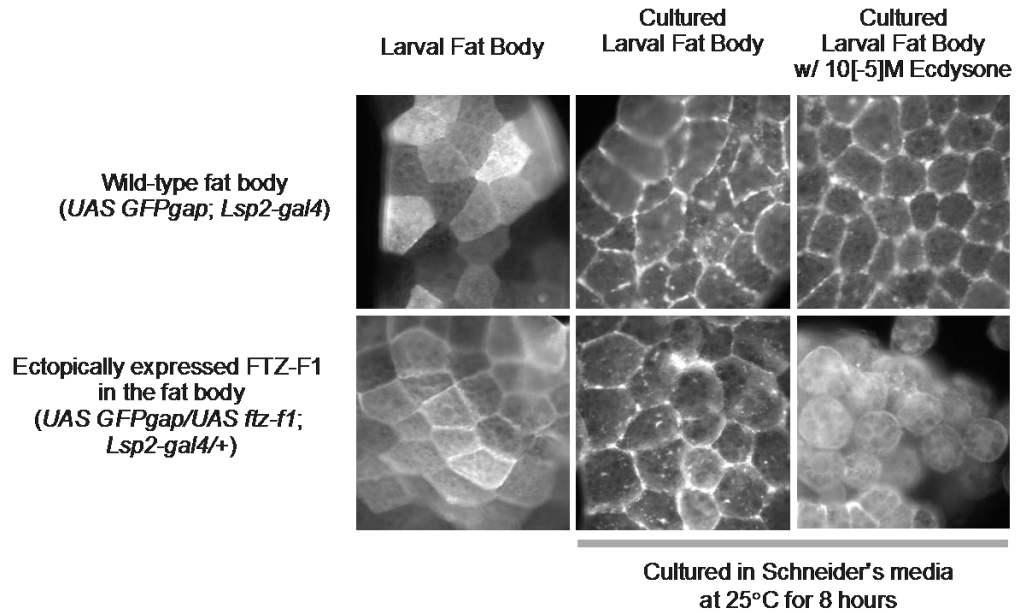 Larval Fat Body
Cultured
Larval Fat Body
Cultured
Larval Fat Body
w/ 10[-5]M Ecdysone
Wild-type fat body
(UAS GFPgap; Lsp2-gal4)
Ectopically expressed FTZ-F1
in the fat body
(UAS GFPgap/UAS ftz-f1;
Lsp2-gal4/+)
Cultured in Schneider's media
at 25°C for 8 hours